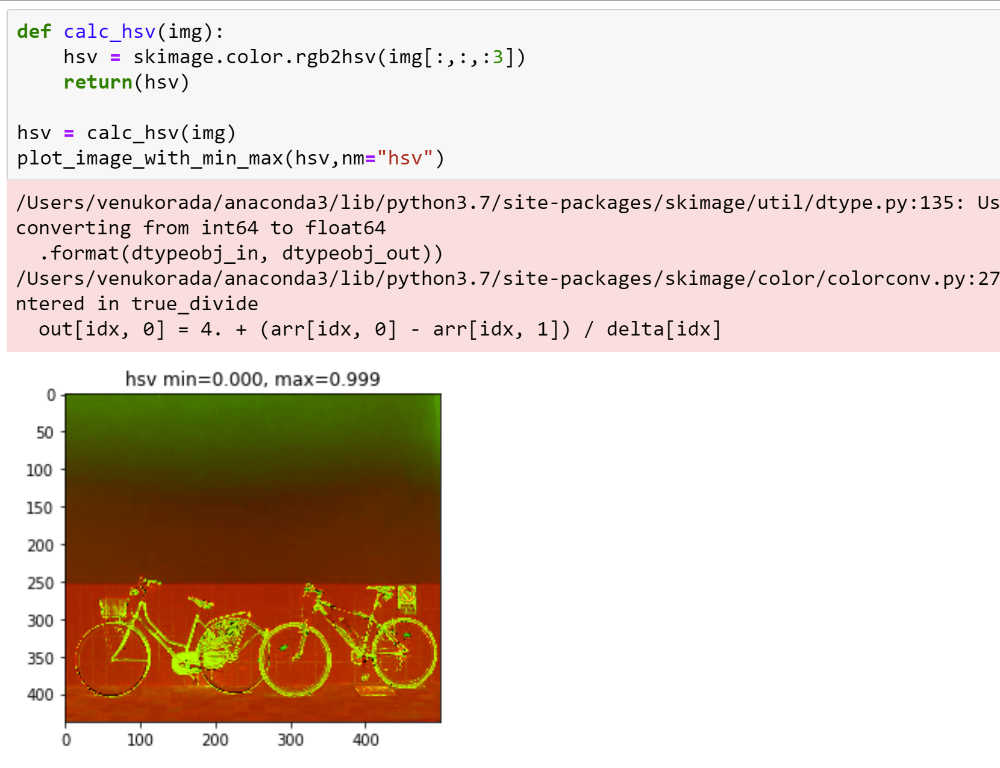 def calc_hsv(img):
    hsv = skimage.color.rgb2hsv(img[:,:,:3])
    return(hsv)
hsv = calc_hsv(img)
plot_image_with_min_max(hsv,nm="hsv")
/Users/venukorada/anaconda3/lib/python3.7/site-packages/skimage/util/dtype.py:135: Us
converting from int64 to float64
  .format(dtypeobj_in, dtypeobj_out))
/Users/venukorada/anaconda3/lib/python3.7/site-packages/skimage/color/colorconv.py:27
ntered in true_divide
  out[idx, 0] = 4. + (arr[idx, 0] - arr[idx, 1]) / delta[idx]
hsv min=0.000, max=0.999
0
50
100
150
200
250
300
350
400
0 100 200 300 400